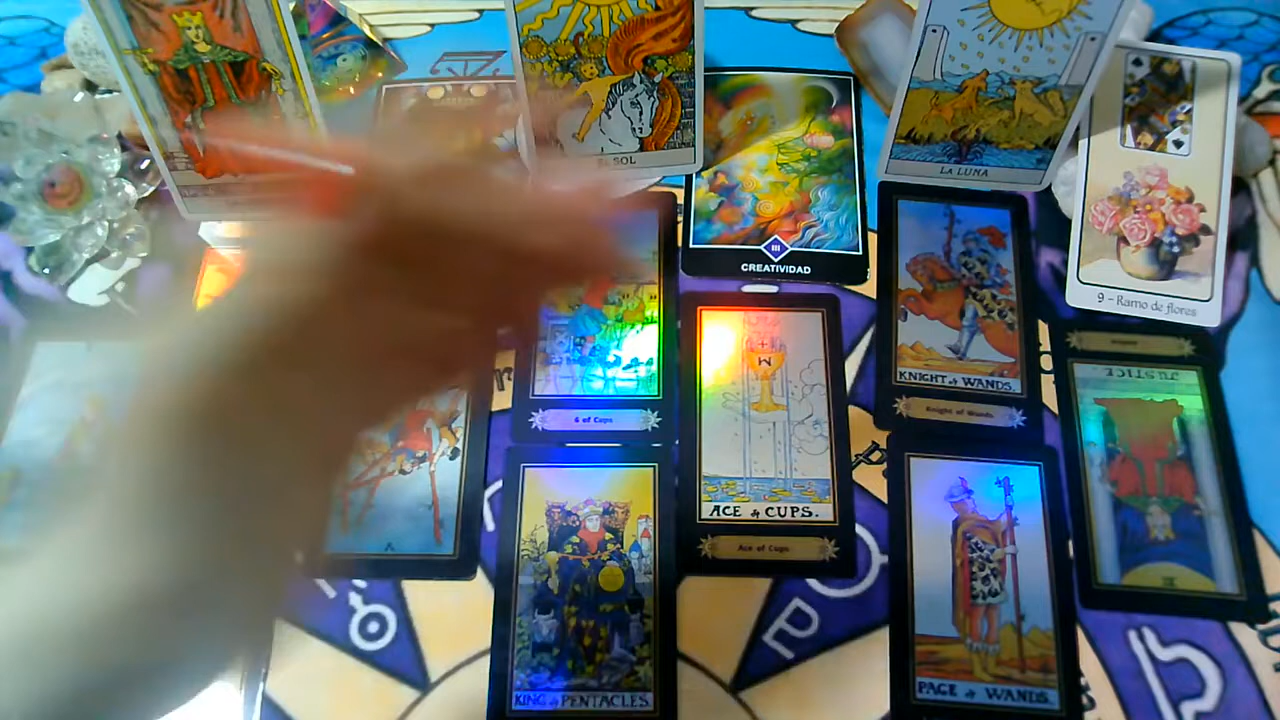 EL SOL
LA LUNA
III
CREATIVIDAD
9 - Ramo de flores
KNIGHT of WANDS.
Knight of Wands
JUSTICE
6 of Cups
ACE of CUPS.
Ace of Cups
V
KING of PENTACLES.
PAGE of WANDS.